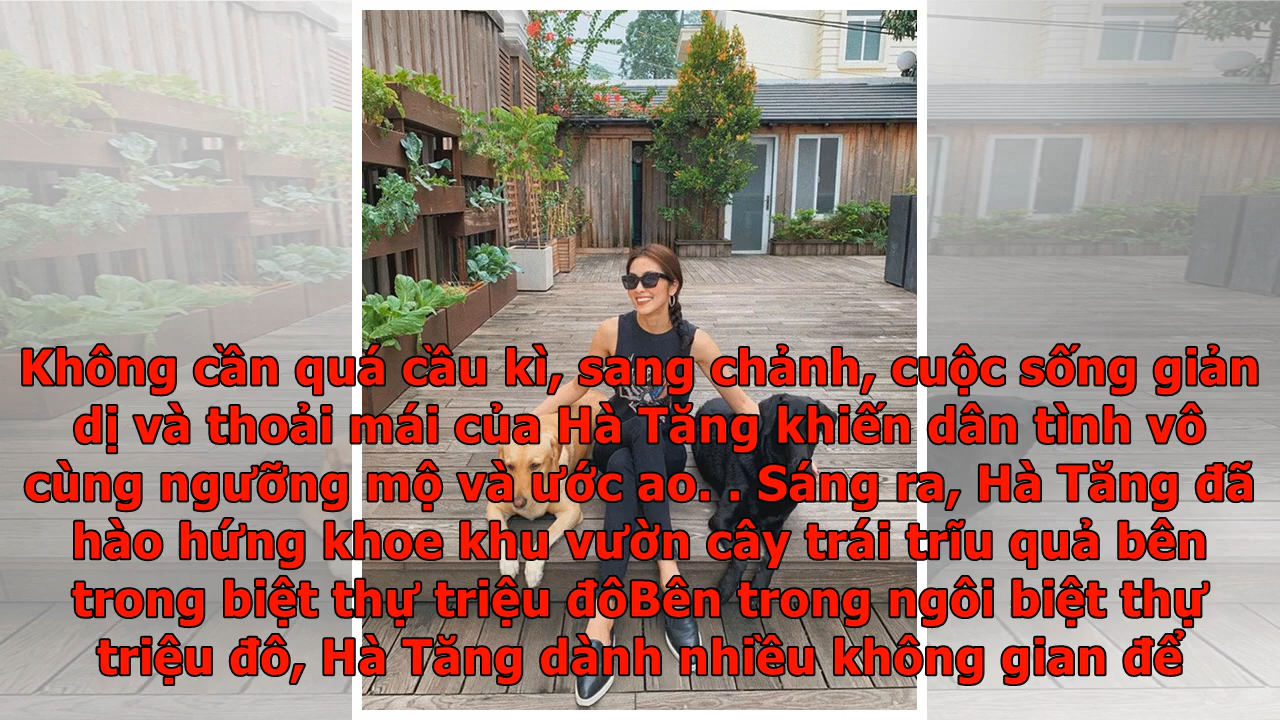 Không cần quá cầu kì, sang chảnh, cuộc sống giản
dị và thoải mái của Hà Tăng khiến dân tình vô
cùng ngưỡng mộ và ước ao. . Sáng ra, Hà Tăng đã
hào hứng khoe khu vườn cây trái trĩu quả bên
trong biệt thự triệu đôBên trong ngôi biệt thự
triệu đô, Hà Tăng dành nhiều không gian để